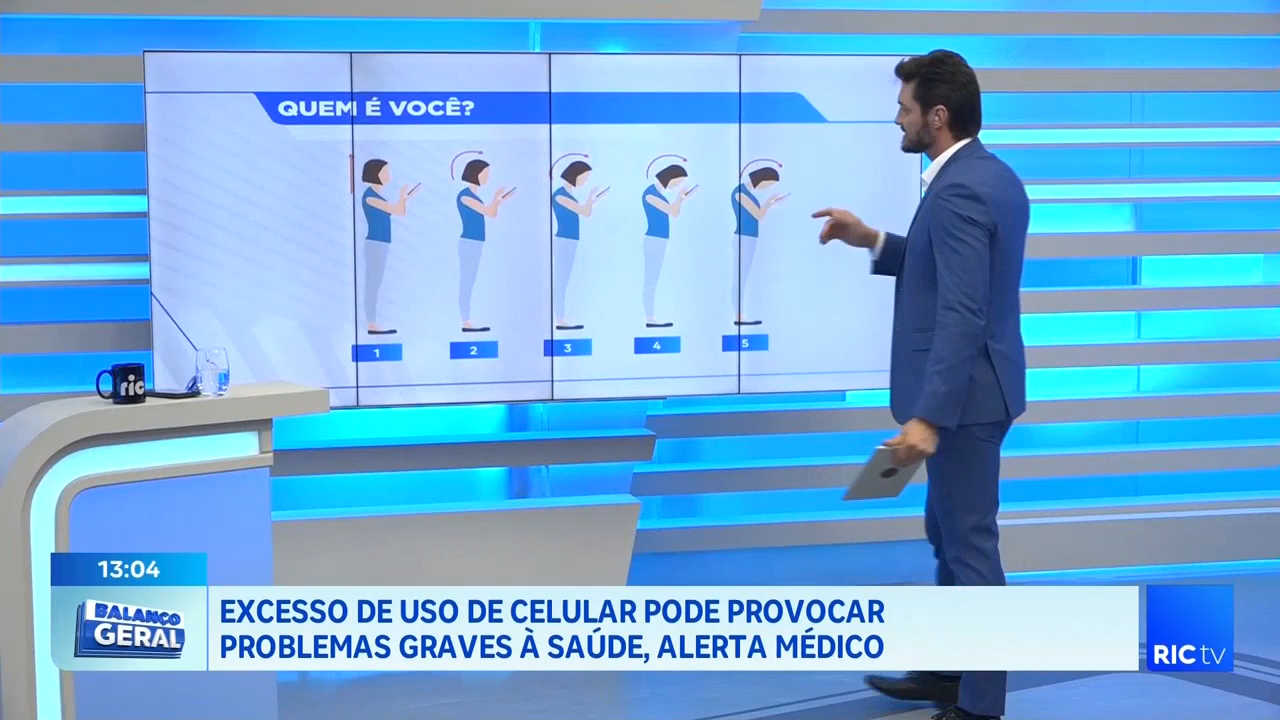 QUEM É VOCÊ?
1
2
3
4
5
ric
13:04
BALANÇO
GERAL
EXCESSO DE USO DE CELULAR PODE PROVOCAR
PROBLEMAS GRAVES À SAÚDE, ALERTA MÉDICO
RIC tv